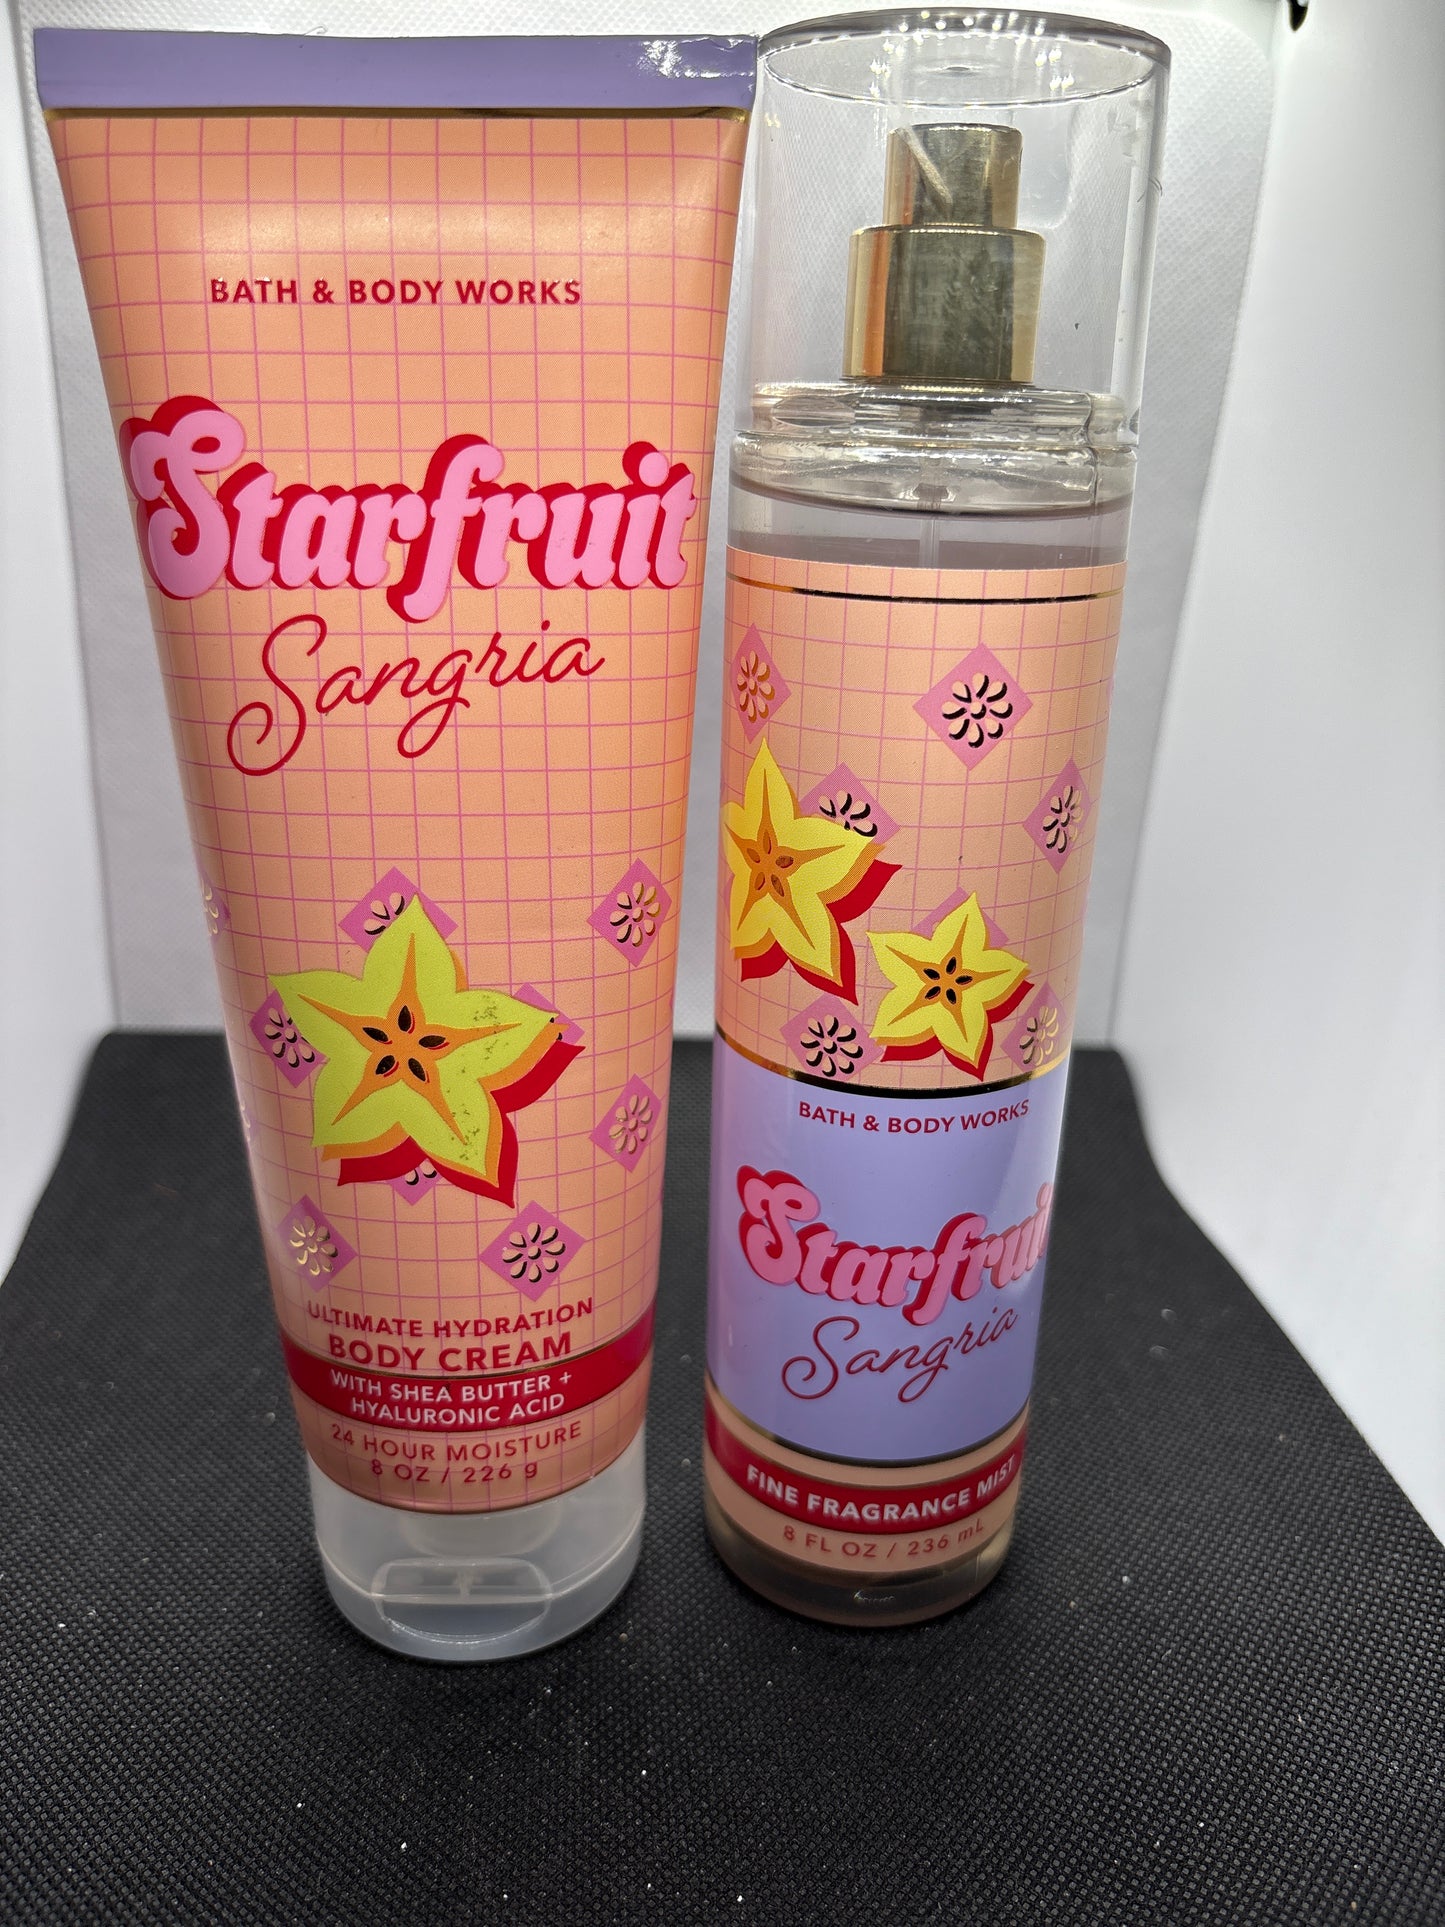 BATH & BODY WORKS
Starfruit
Sangria
ULTIMATE HYDRATION
BODY CREAM
WITH SHEA BUTTER +
HYALURONIC ACID
24 HOUR MOISTURE
8 OZ / 226 g
BATH & BODY WORKS
Starfruit
Sangria
FINE FRAGRANCE MIST
8 FL OZ / 236 mL